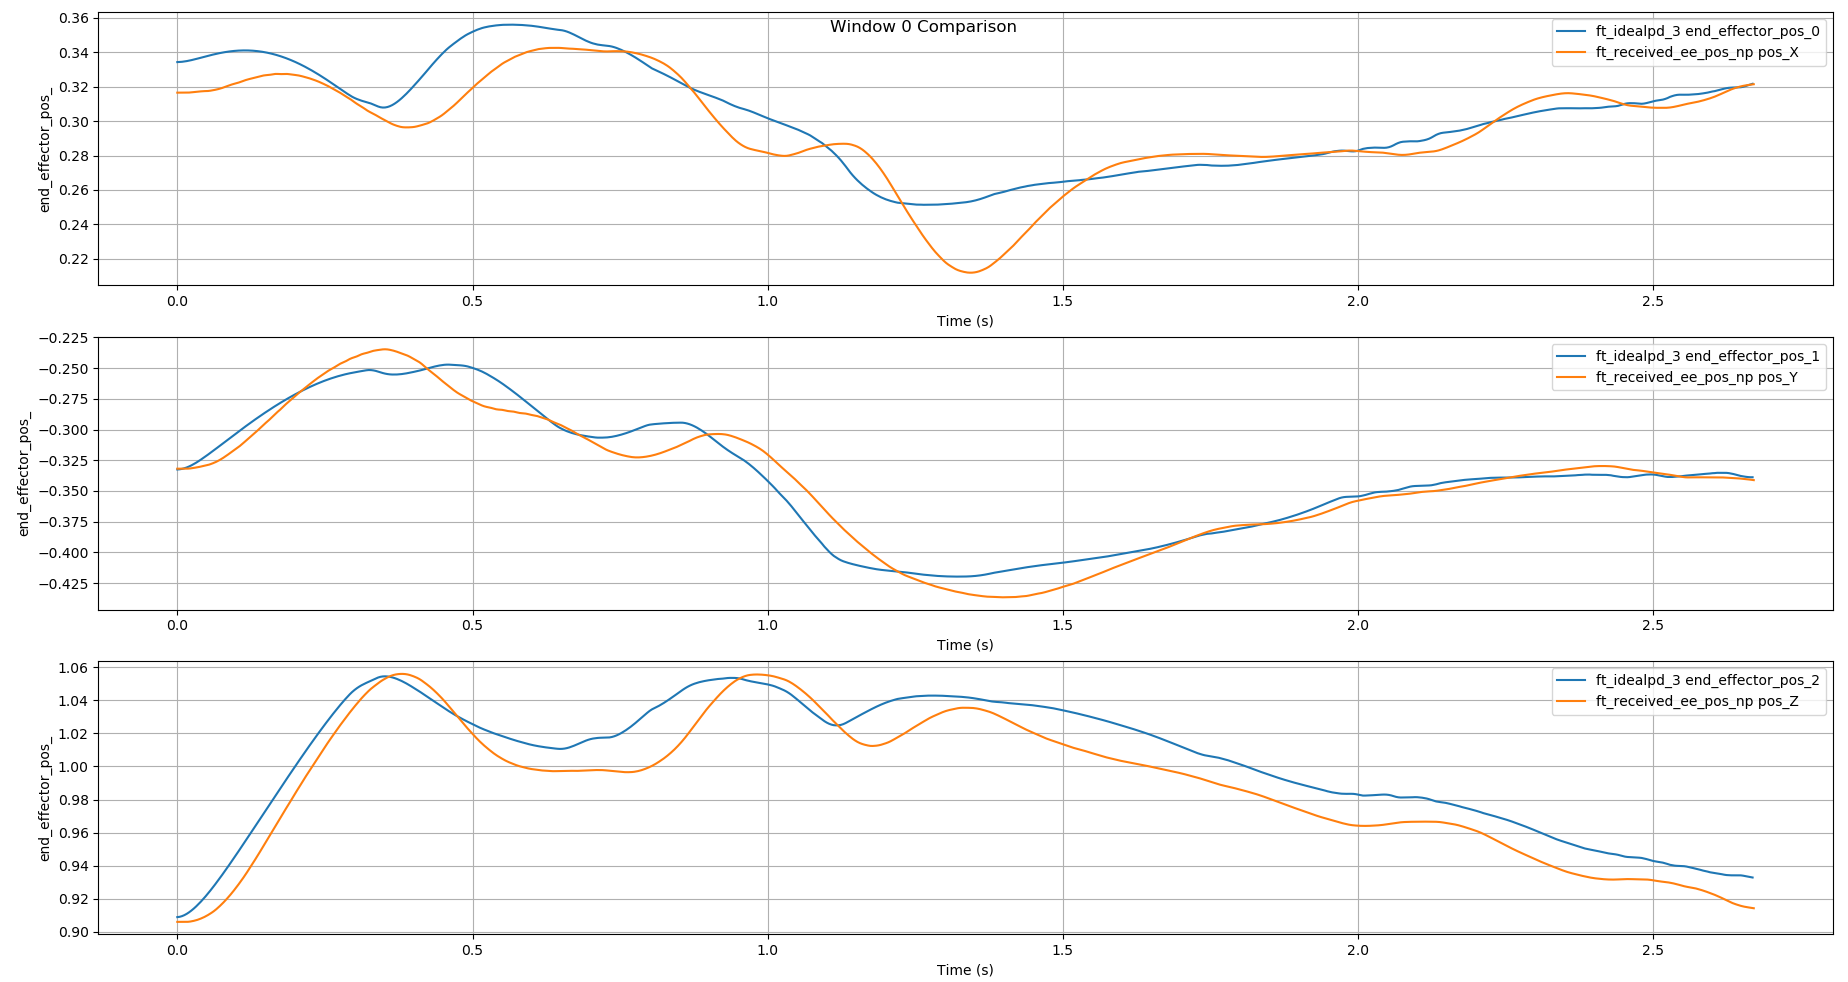 Window 0 Comparison
ft_idealpd_3 end_effector_pos_0
ft_received_ee_pos_np pos_X
end_effector_pos_
0.36
0.34
0.32
0.30
0.28
0.26
0.24
0.22
0.0 0.5 1.0 1.5 2.0 2.5
Time (s)
ft_idealpd_3 end_effector_pos_1
ft_received_ee_pos_np pos_Y
end_effector_pos_
−0.225
−0.250
−0.275
−0.300
−0.325
−0.350
−0.375
−0.400
−0.425
0.0 0.5 1.0 1.5 2.0 2.5
Time (s)
ft_idealpd_3 end_effector_pos_2
ft_received_ee_pos_np pos_Z
end_effector_pos_
1.06
1.04
1.02
1.00
0.98
0.96
0.94
0.92
0.90
0.0 0.5 1.0 1.5 2.0 2.5
Time (s)